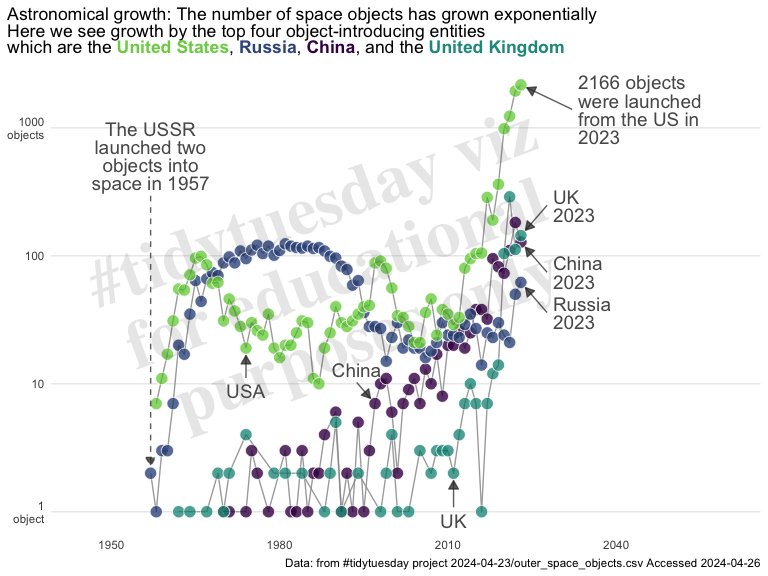 Astronomical growth: The number of space objects has grown exponentially
Here we see growth by the top four object-introducing entities
which are the United States, Russia, China, and the United Kingdom
2166 objects
were launched
from the US in
2023
1000
objects
The USSR
launched two
objects into
space in 1957
#tidytuesday viz
for educational
purposes only
UK
2023
100
China
2023
Russia
2023
China
USA
10
UK
1
object
1950
1980
2010
2040
Data: from #tidytuesday project 2024-04-23/outer_space_objects.csv Accessed 2024-04-26